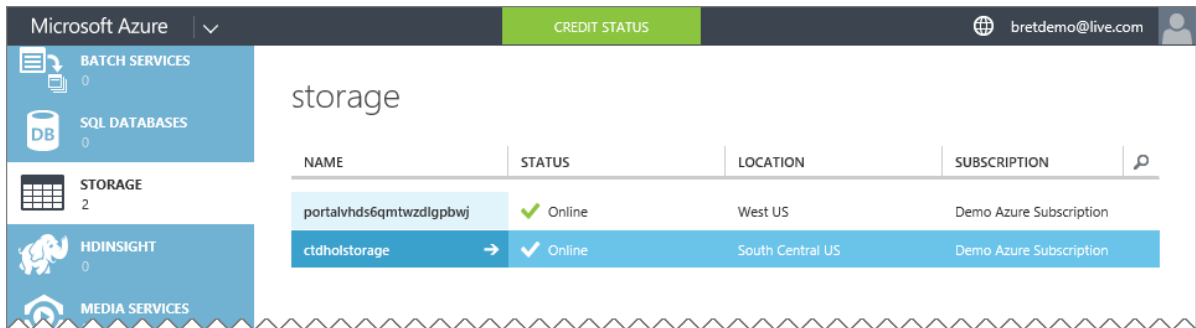 Microsoft Azure CREDIT STATUS bretdemo@live.com
BATCH SERVICES
0
DB
SQL DATABASES
0
STORAGE
2
HDINSIGHT
0
MEDIA SERVICES
storage
NAME STATUS LOCATION SUBSCRIPTION
portalvhds6qmtwzdlgpbwj Online West US Demo Azure Subscription
ctdholstorage Online South Central US Demo Azure Subscription